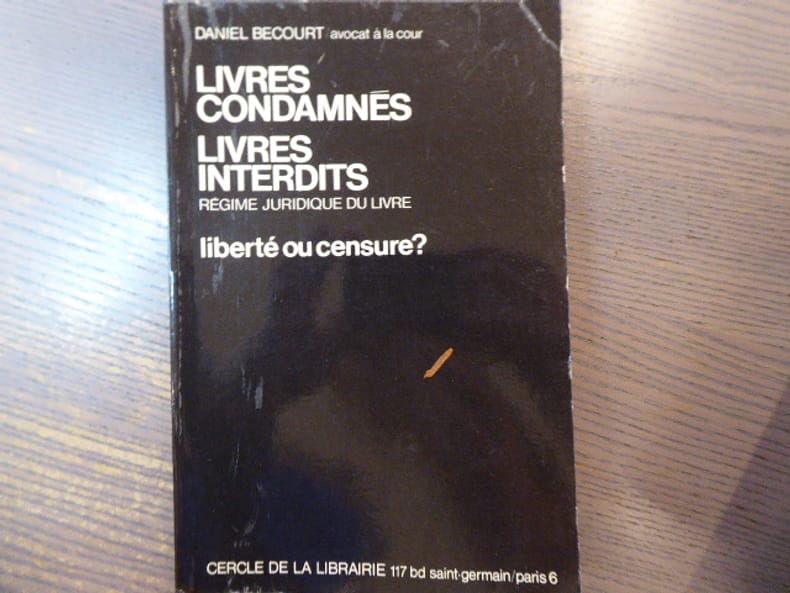 DANIEL BECOURT / avocat à la cour
LIVRES
CONDAMNÉS
LIVRES
INTERDITS
RÉGIME JURIDIQUE DU LIVRE
liberté ou censure?
CERCLE DE LA LIBRAIRIE 117 bd saint-germain/paris 6